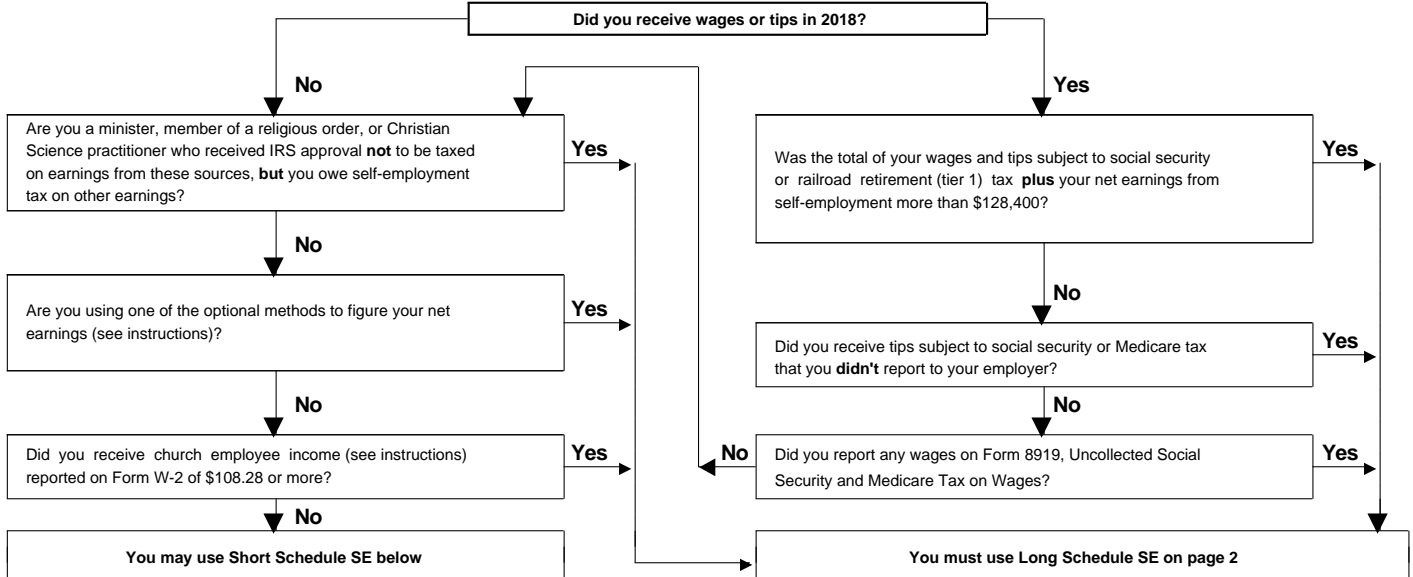 Did you receive wages or tips in 2018?
No
Yes
Are you a minister, member of a religious order, or Christian
Science practitioner who received IRS approval not to be taxed
on earnings from these sources, but you owe self-employment
tax on other earnings?
Yes
Was the total of your wages and tips subject to social security
or railroad retirement (tier 1) tax plus your net earnings from
self-employment more than $128,400?
Yes
No
No
Are you using one of the optional methods to figure your net
earnings (see instructions)?
Yes
Did you receive tips subject to social security or Medicare tax
that you didn't report to your employer?
Yes
No
No
Did you receive church employee income (see instructions)
reported on Form W-2 of $108.28 or more?
Yes
No
Did you report any wages on Form 8919, Uncollected Social
Security and Medicare Tax on Wages?
Yes
No
You may use Short Schedule SE below
You must use Long Schedule SE on page 2